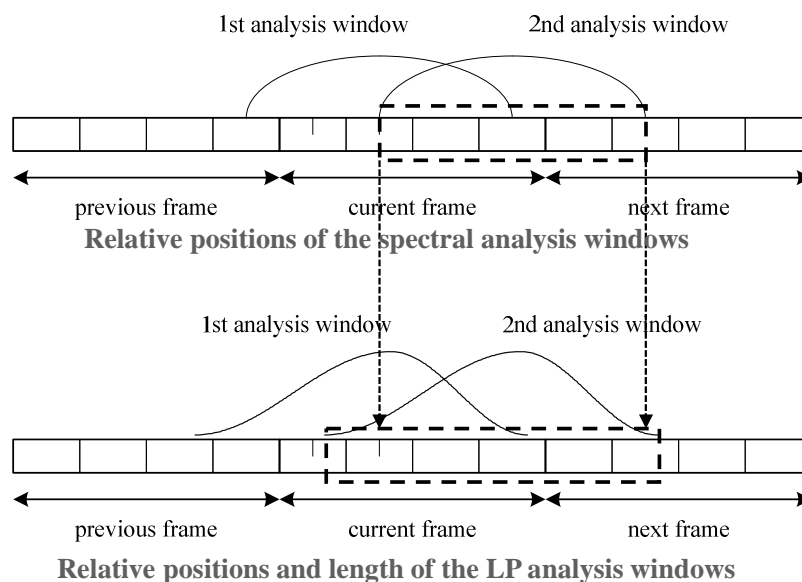 1st analysis window 2nd analysis window
previous frame current frame next frame
Relative positions of the spectral analysis windows
1st analysis window 2nd analysis window
previous frame current frame next frame
Relative positions and length of the LP analysis windows